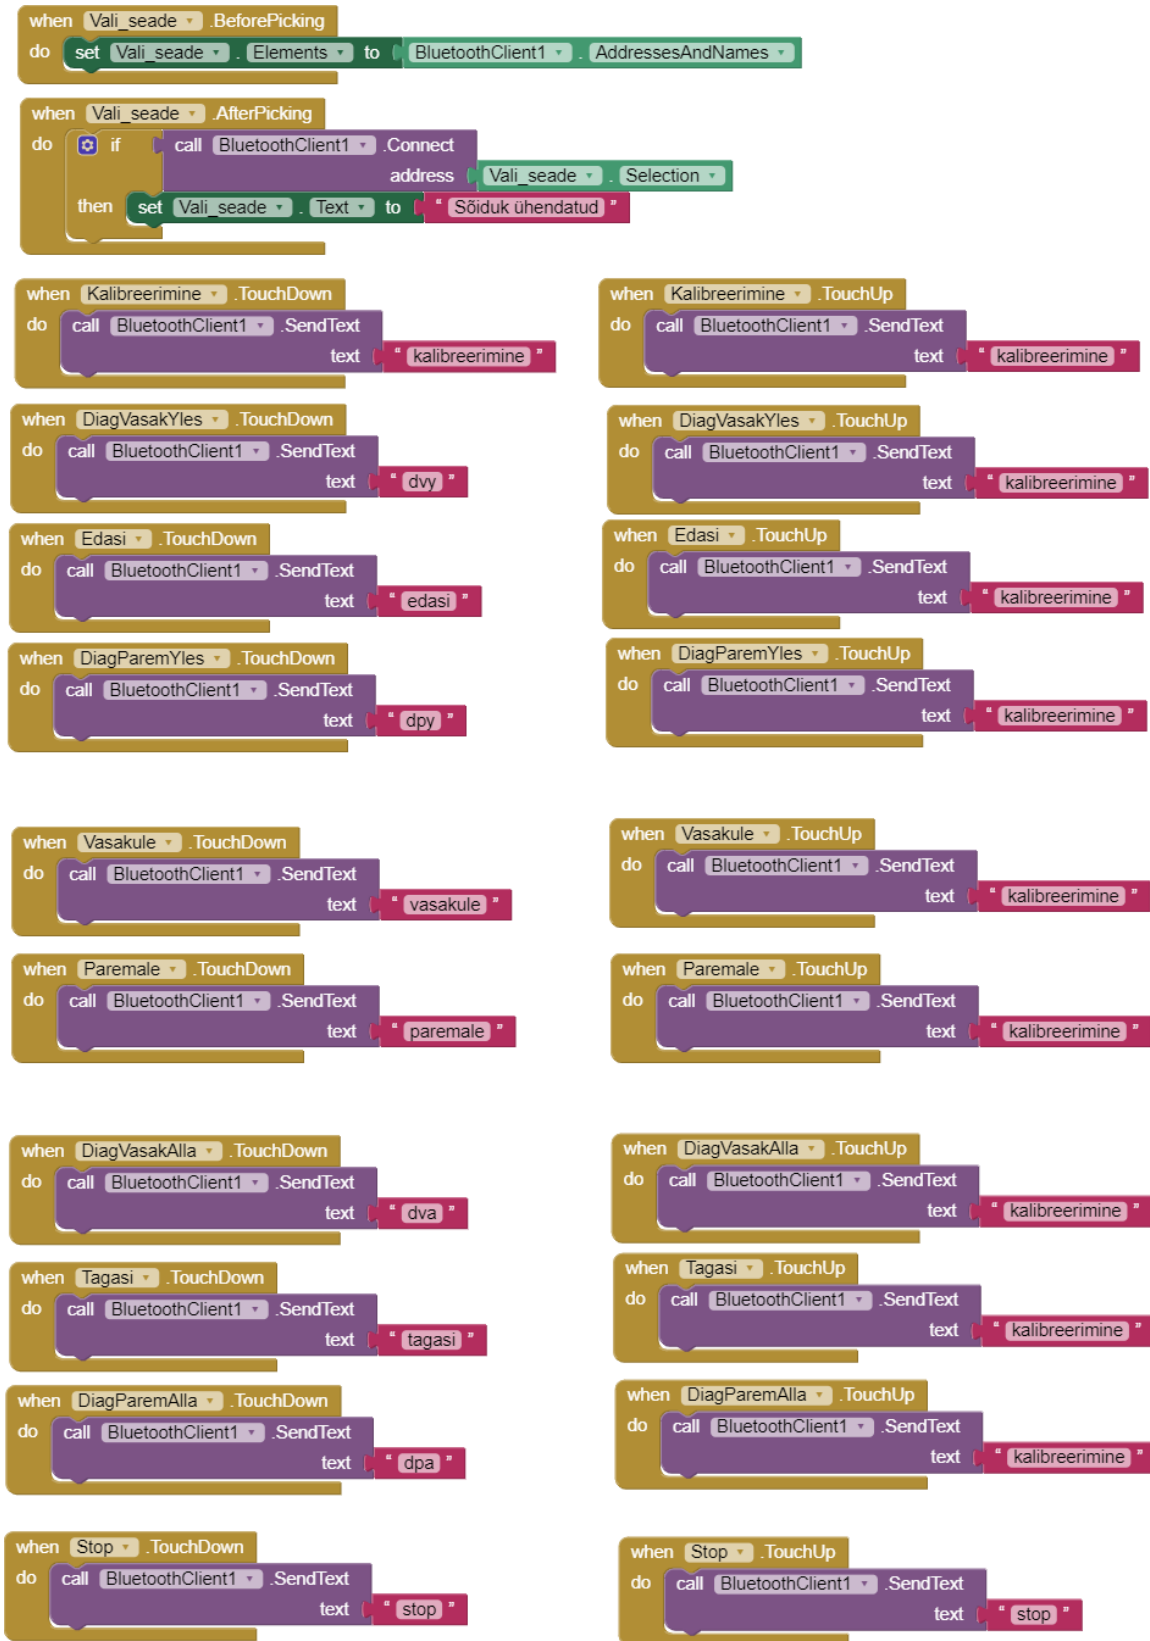 when Vali_seade .BeforePicking
do set Vali_seade . Elements to BluetoothClient1 . AddressesAndNames
when Vali_seade .AfterPicking
do if call BluetoothClient1 .Connect
address Vali_seade . Selection
then set Vali_seade . Text to " Sõiduk ühendatud "
when Kalibreerimine .TouchDown
do call BluetoothClient1 .SendText
text " kalibreerimine "
when Kalibreerimine .TouchUp
do call BluetoothClient1 .SendText
text " kalibreerimine "
when DiagVasakYles .TouchDown
do call BluetoothClient1 .SendText
text " dvy "
when DiagVasakYles .TouchUp
do call BluetoothClient1 .SendText
text " kalibreerimine "
when Edasi .TouchDown
do call BluetoothClient1 .SendText
text " edasi "
when Edasi .TouchUp
do call BluetoothClient1 .SendText
text " kalibreerimine "
when DiagParemYles .TouchDown
do call BluetoothClient1 .SendText
text " dpy "
when DiagParemYles .TouchUp
do call BluetoothClient1 .SendText
text " kalibreerimine "
when Vasakule .TouchDown
do call BluetoothClient1 .SendText
text " vasakule "
when Vasakule .TouchUp
do call BluetoothClient1 .SendText
text " kalibreerimine "
when Paremale .TouchDown
do call BluetoothClient1 .SendText
text " paremale "
when Paremale .TouchUp
do call BluetoothClient1 .SendText
text " kalibreerimine "
when DiagVasakAlla .TouchDown
do call BluetoothClient1 .SendText
text " dva "
when DiagVasakAlla .TouchUp
do call BluetoothClient1 .SendText
text " kalibreerimine "
when Tagasi .TouchDown
do call BluetoothClient1 .SendText
text " tagasi "
when Tagasi .TouchUp
do call BluetoothClient1 .SendText
text " kalibreerimine "
when DiagParemAlla .TouchDown
do call BluetoothClient1 .SendText
text " dpa "
when DiagParemAlla .TouchUp
do call BluetoothClient1 .SendText
text " kalibreerimine "
when Stop .TouchDown
do call BluetoothClient1 .SendText
text " stop "
when Stop .TouchUp
do call BluetoothClient1 .SendText
text " stop "